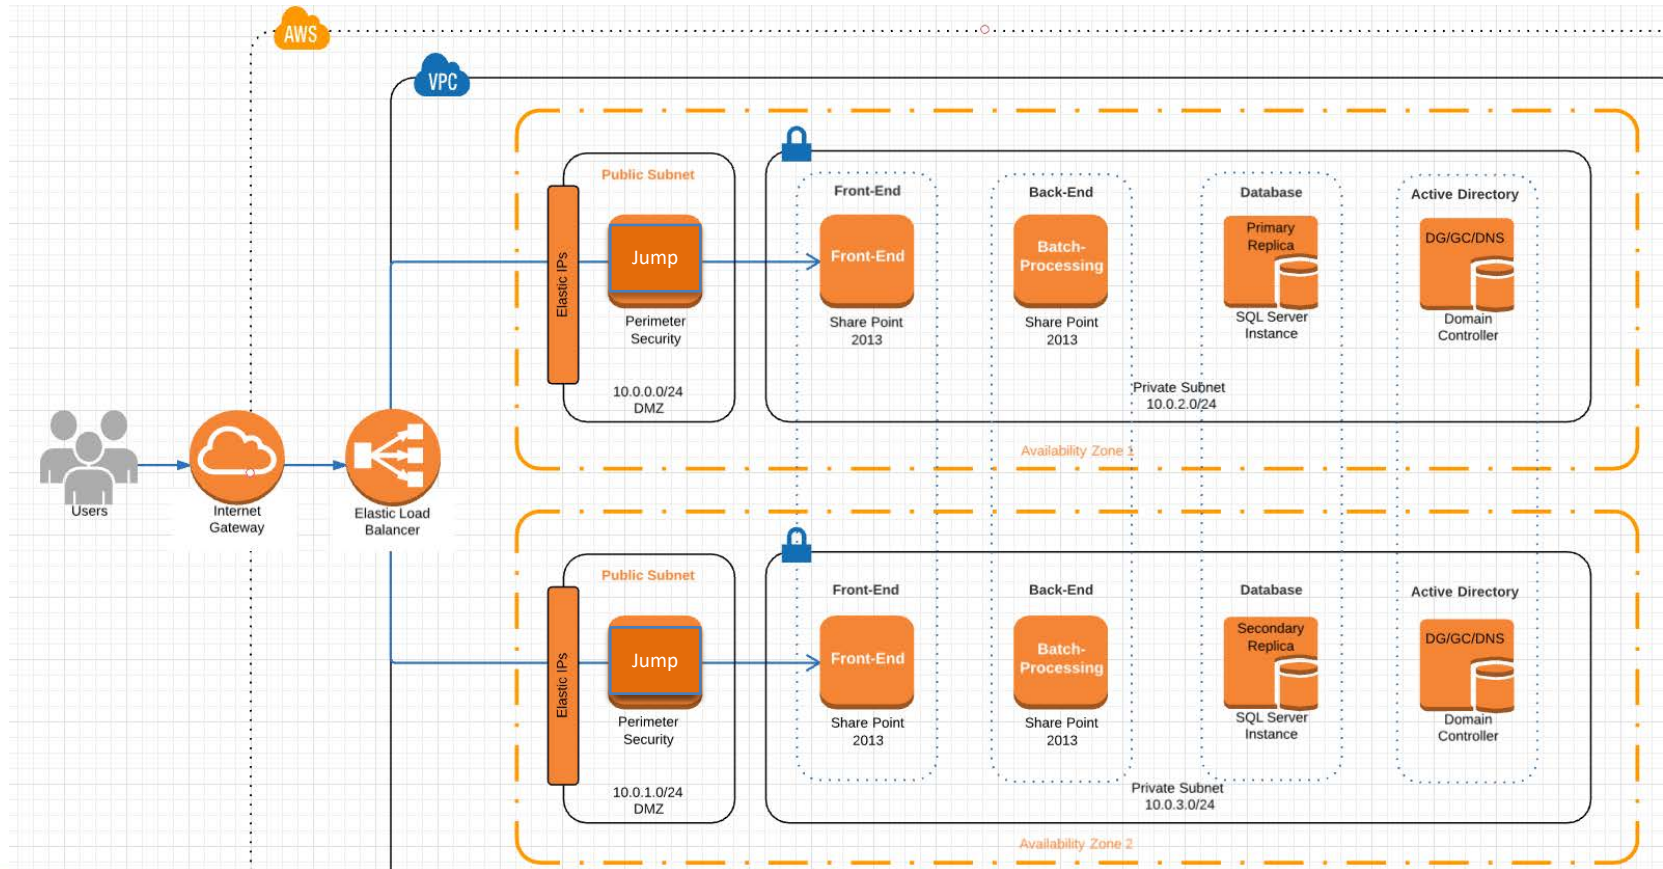 AWS
VPC
Public Subnet
Elastic IPs
Jump
Perimeter
Security
10.0.0.0/24
DMZ
Front-End
Front-End
Share Point
2013
Back-End
Batch-
Processing
Share Point
2013
Database
Primary
Replica
SQL Server
Instance
Active Directory
DG/GC/DNS
Domain
Controller
Private Subnet
10.0.2.0/24
Availability Zone 1
Users
Internet
Gateway
Elastic Load
Balancer
Public Subnet
Elastic IPs
Jump
Perimeter
Security
10.0.1.0/24
DMZ
Front-End
Front-End
Share Point
2013
Back-End
Batch-
Processing
Share Point
2013
Database
Secondary
Replica
SQL Server
Instance
Active Directory
DG/GC/DNS
Domain
Controller
Private Subnet
10.0.3.0/24
Availability Zone 2